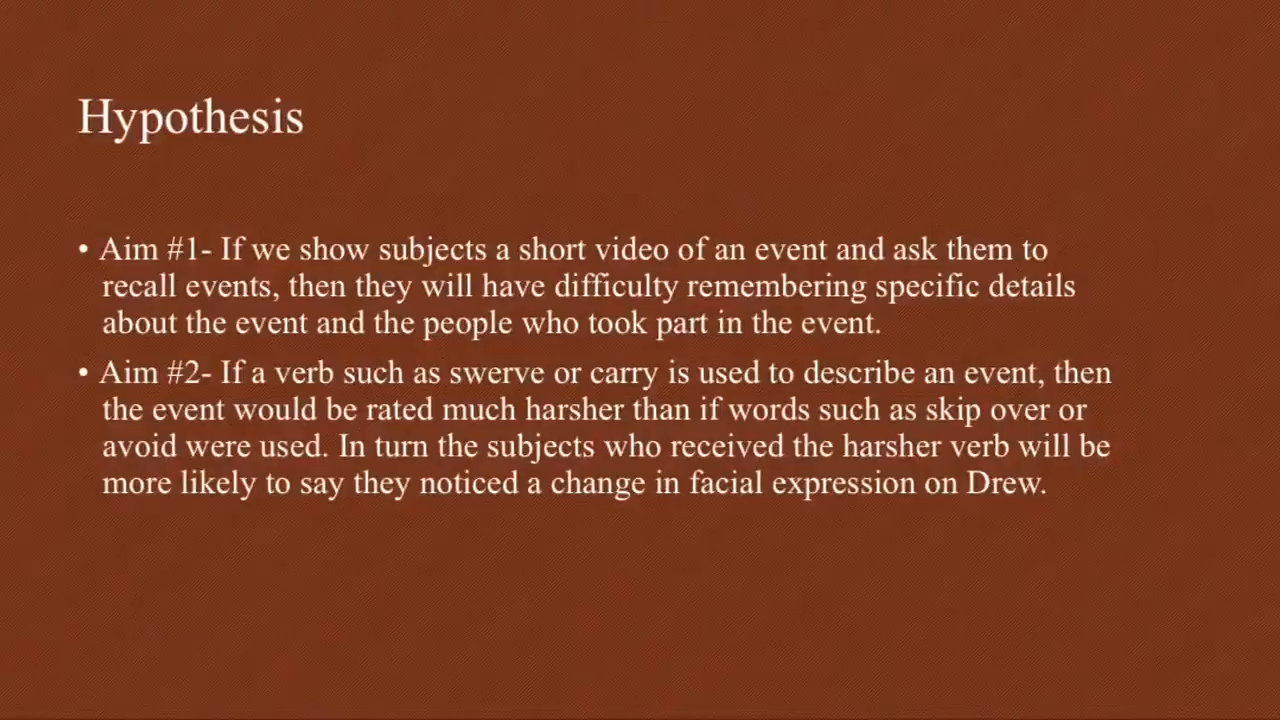 Hypothesis
• Aim #1- If we show subjects a short video of an event and ask them to
recall events, then they will have difficulty remembering specific details
about the event and the people who took part in the event.
• Aim #2- If a verb such as swerve or carry is used to describe an event, then
the event would be rated much harsher than if words such as skip over or
avoid were used. In turn the subjects who received the harsher verb will be
more likely to say they noticed a change in facial expression on Drew.